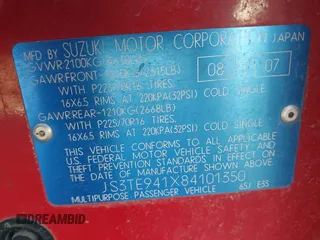 MFD BY SUZUKI MOTOR CORPORATION JAPAN
GVWR2100KG
GAWRFRONT
08 07
WITH P225/70R16 TIRES
16X6.5 RIMS AT 220KPA(32PSI) COLD SINGLE
GAWRREAR-1210KG(2668LB)
WITH P225/70R16 TIRES
16X6.5 RIMS AT 220KPA(32PSI) COLD SINGLE
THIS VEHICLE CONFORMS TO ALL APPLICABLE
U.S. FEDERAL MOTOR VEHICLE SAFETY
AND THEFT PREVENTION STANDARDS IN EFFECT ON
THE DATE OF MANUFACTURE SHOWN ABOVE.
JS3TE941X84101350
MULTIPURPOSE PASSENGER VEHICLE 65J E3S
DREAMBID